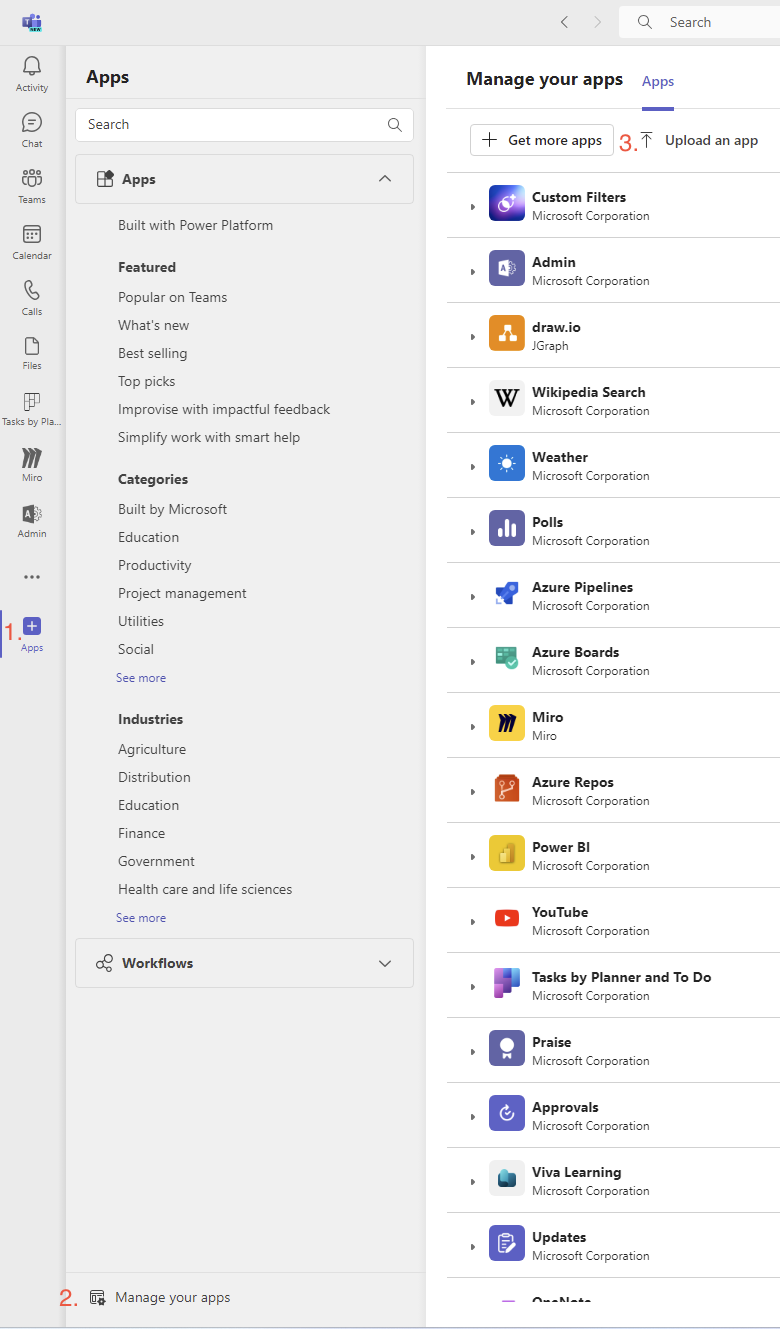 NEW
Search
Activity
Chat
Teams
Calendar
Calls
Files
Tasks by Pla...
Miro
Admin
1.
Apps
Apps
Search
Apps
Built with Power Platform
Featured
Popular on Teams
What's new
Best selling
Top picks
Improvise with impactful feedback
Simplify work with smart help
Categories
Built by Microsoft
Education
Productivity
Project management
Utilities
Social
See more
Industries
Agriculture
Distribution
Education
Finance
Government
Health care and life sciences
See more
Workflows
2. Manage your apps
Manage your apps Apps
Get more apps 3. Upload an app
Custom Filters
Microsoft Corporation
Admin
Microsoft Corporation
draw.io
JGraph
Wikipedia Search
Microsoft Corporation
Weather
Microsoft Corporation
Polls
Microsoft Corporation
Azure Pipelines
Microsoft Corporation
Azure Boards
Microsoft Corporation
Miro
Miro
Azure Repos
Microsoft Corporation
Power BI
Microsoft Corporation
YouTube
Microsoft Corporation
Tasks by Planner and To Do
Microsoft Corporation
Praise
Microsoft Corporation
Approvals
Microsoft Corporation
Viva Learning
Microsoft Corporation
Updates
Microsoft Corporation
OneNote